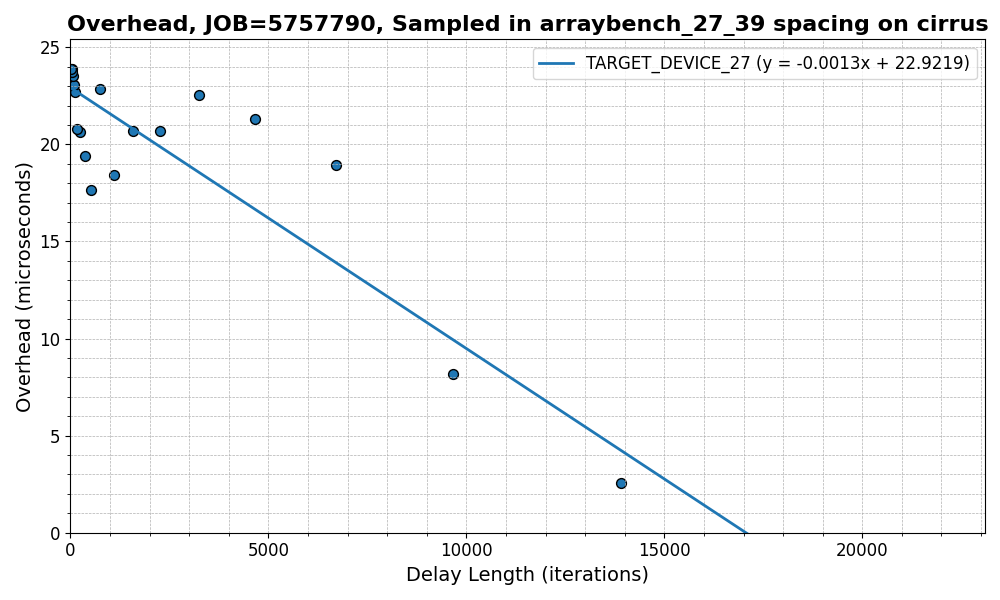 Overhead, JOB=5757790, Sampled in arraybench_27_39 spacing on cirrus
TARGET_DEVICE_27 (y = -0.0013x + 22.9219)
Overhead (microseconds)
25
20
15
10
5
0
0 5000 10000 15000 20000
Delay Length (iterations)